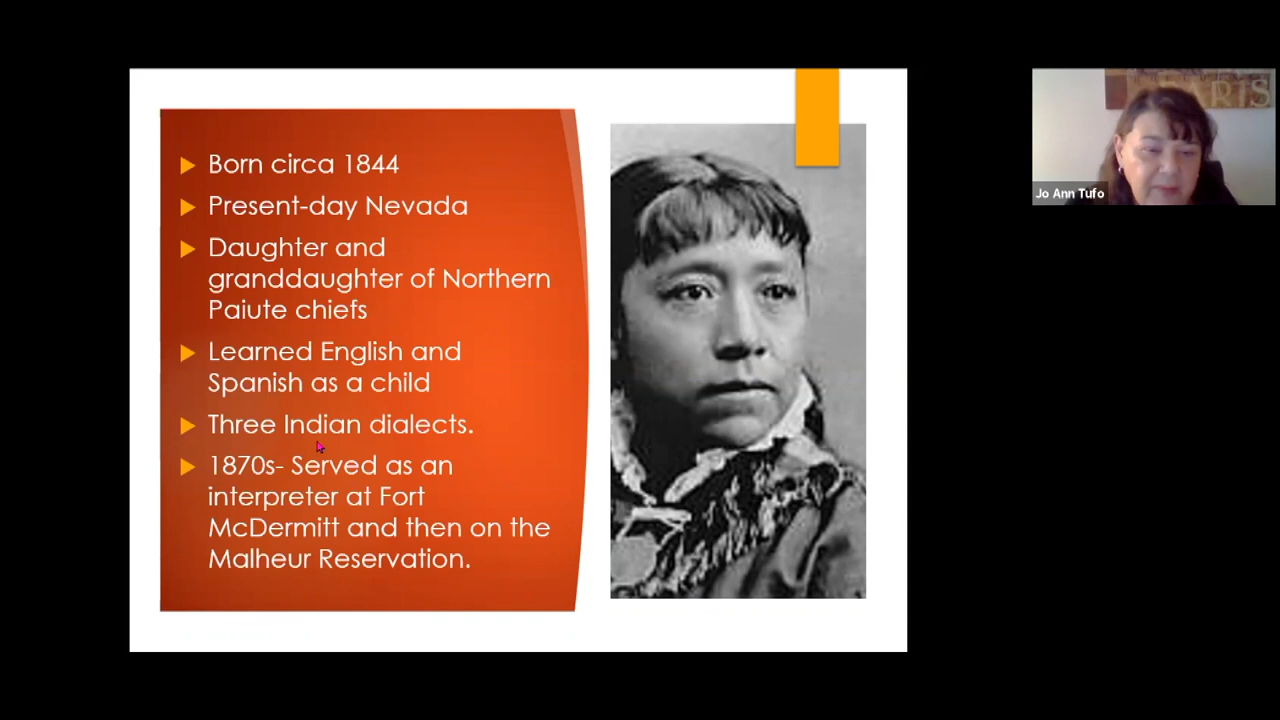 Born circa 1844
Present-day Nevada
Daughter and
granddaughter of Northern
Paiute chiefs
Learned English and
Spanish as a child
Three Indian dialects.
1870s- Served as an
interpreter at Fort
McDermitt and then on the
Malheur Reservation.
PARIS
Jo Ann Tufo